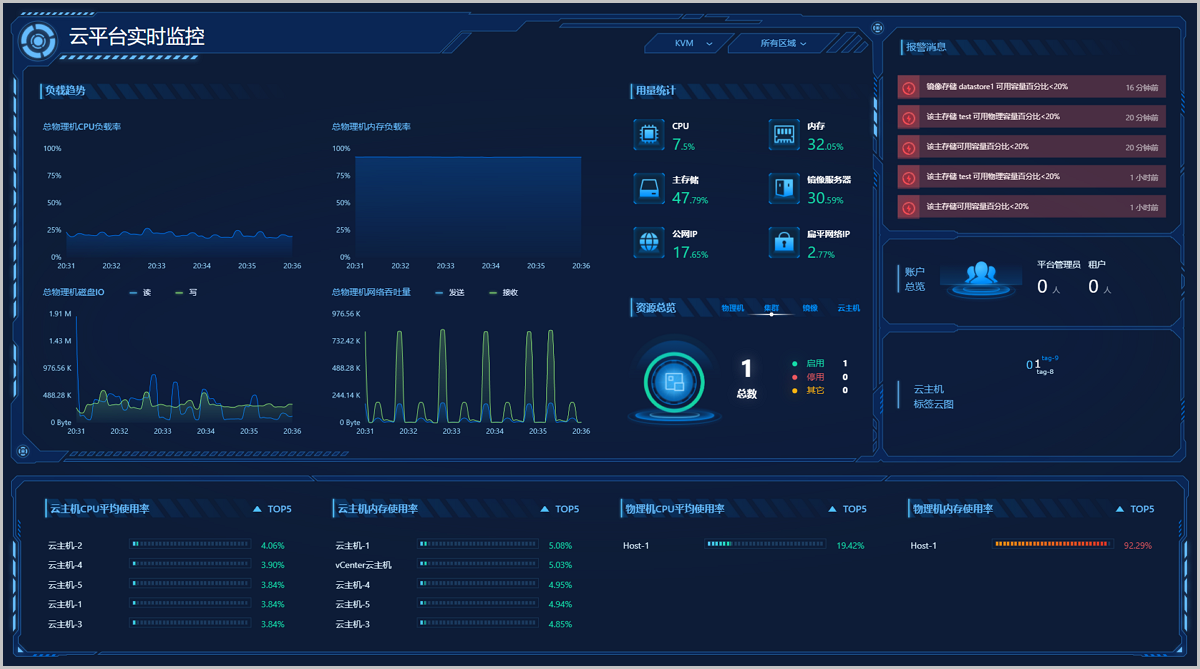 云平台实时监控
KVM
所有区域
负载趋势
总物理机CPU负载率
100%
75%
50%
25%
0%
20:31 20:32 20:33 20:34 20:35 20:36
总物理机内存负载率
100%
75%
50%
25%
0%
20:31 20:32 20:33 20:34 20:35 20:36
总物理机磁盘IO 读 写
1.91 M
1.43 M
976.56 K
488.28 K
0 Byte
20:31 20:32 20:33 20:34 20:35 20:36
总物理机网络吞吐量 发送 接收
976.56 K
732.42 K
488.28 K
244.14 K
0 Byte
20:31 20:32 20:33 20:34 20:35 20:36
用量统计
CPU
7.5%
内存
32.05%
主存储
47.79%
镜像服务器
30.59%
公网IP
17.65%
扁平网络IP
2.77%
资源总览 物理机 集群 镜像 云主机
1
总数
启用 1
停用 0
其它 0
报警消息
镜像存储 datastore1 可用容量百分比<20% 16 分钟前
该主存储 test 可用物理容量百分比<20% 20 分钟前
该主存储可用容量百分比<20% 20 分钟前
该主存储 test 可用物理容量百分比<20% 1 小时前
该主存储可用容量百分比<20% 1 小时前
账户
总览
平台管理员 租户
0 人 0 人
云主机
标签云图
0 1
tag-9
tag-8
云主机CPU平均使用率 TOP5
云主机-2 4.06%
云主机-4 3.90%
云主机-5 3.84%
云主机-1 3.84%
云主机-3 3.84%
云主机内存使用率 TOP5
云主机-1 5.08%
vCenter云主机 5.03%
云主机-4 4.95%
云主机-5 4.94%
云主机-3 4.85%
物理机CPU平均使用率 TOP5
Host-1 19.42%
物理机内存使用率 TOP5
Host-1 92.29%